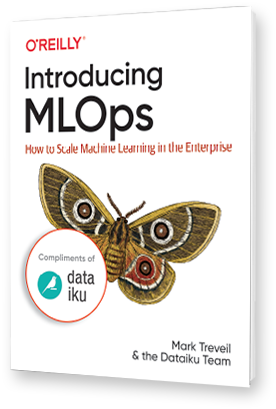 O'REILLY®
Introducing
MLOps
How to Scale Machine Learning in the Enterprise
Compliments of
data
iku
Mark Treveil
& the Dataiku Team